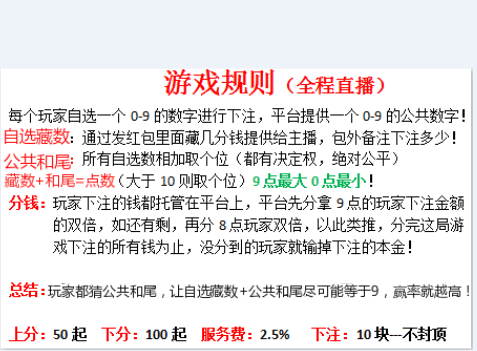 游戏规则（全程直播）
每个玩家自选一个 0-9 的数字进行下注，平台提供一个 0-9 的公共数字！
自选藏数：通过发红包里面藏几分钱提供给主播，包外备注下注多少！
公共和尾：所有自选数相加取个位（都有决定权，绝对公平）
藏数+和尾=点数（大于 10 则取个位）9 点最大 0 点最小！
分钱：玩家下注的钱都托管在平台上，平台先分拿 9 点的玩家下注金额
的双倍，如还有剩，再分 8 点玩家双倍，以此类推，分完这局游
戏下注的所有钱为止，没分到的玩家就输掉下注的本金！
总结：玩家都猜公共和尾，让自选藏数+公共和尾尽可能等于9，赢率就越高！
上分：50 起 下分：100 起 服务费：2.5% 下注：10 块---不封顶